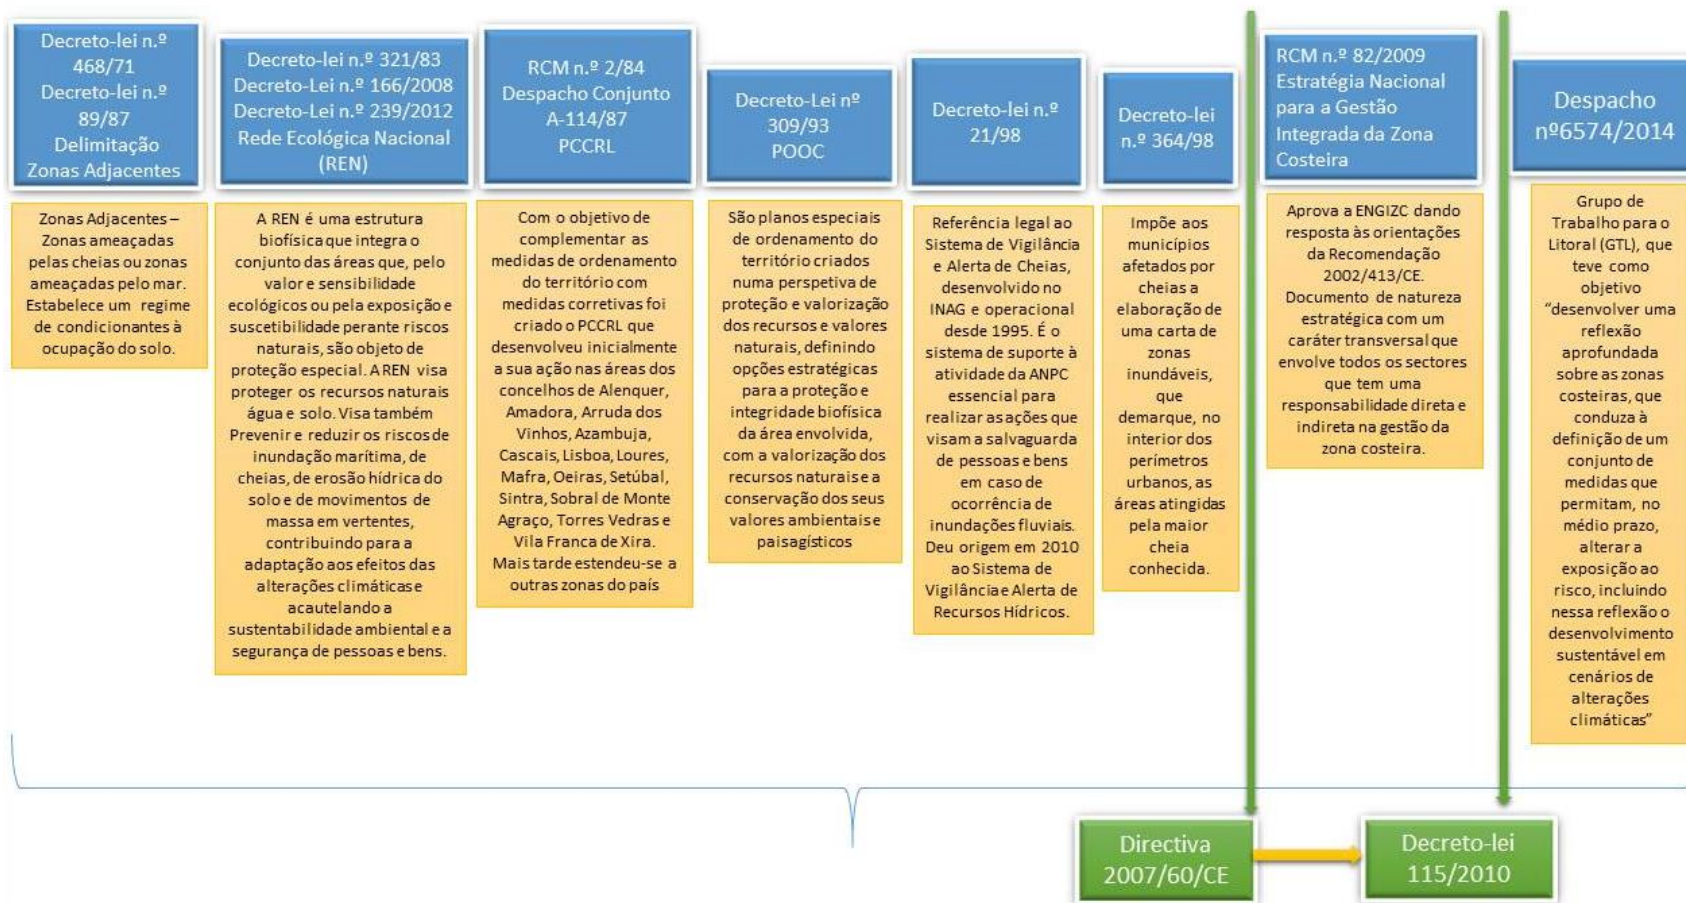 Decreto-lei n.º
468/71
Decreto-lei n.º
89/87
Delimitação
Zonas Adjacentes
Zonas Adjacentes –
Zonas ameaçadas
pelas cheias ou zonas
ameaçadas pelo mar.
Estabelece um regime
de condicionantes à
ocupação do solo.
Decreto-lei n.º 321/83
Decreto-Lei n.º 166/2008
Decreto-Lei n.º 239/2012
Rede Ecológica Nacional
(REN)
A REN é uma estrutura
biofísica que integra o
conjunto das áreas que, pelo
valor e sensibilidade
ecológicos ou pela exposição e
suscetibilidade perante riscos
naturais, são objeto de
proteção especial. A REN visa
proteger os recursos naturais
água e solo. Visa também
Prevenir e reduzir os riscos de
inundação marítima, de
cheias, de erosão hídrica do
solo e de movimentos de
massa em vertentes,
contribuindo para a
adaptação aos efeitos das
alterações climáticas e
acautelando a
sustentabilidade ambiental e a
segurança de pessoas e bens.
RCM n.º 2/84
Despacho Conjunto
A-114/87
PCCRL
Com o objetivo de
complementar as
medidas de ordenamento
do território com
medidas corretivas foi
criado o PCCRL que
desenvolveu inicialmente
a sua ação nas áreas dos
concelhos de Alenquer,
Amadora, Arruda dos
Vinhos, Azambuja,
Cascais, Lisboa, Loures,
Mafra, Oeiras, Setúbal,
Sintra, Sobral de Monte
Agraço, Torres Vedras e
Vila Franca de Xira.
Mais tarde estendeu-se a
outras zonas do país
Decreto-Lei nº
309/93
POOC
São planos especiais
de ordenamento do
território criados
numa perspetiva de
proteção e valorização
dos recursos e valores
naturais, definindo
opções estratégicas
para a proteção e
integridade biofísica
da área envolvida,
com a valorização dos
recursos naturais e a
conservação dos seus
valores ambientais e
paisagísticos
Decreto-lei n.º
21/98
Referência legal ao
Sistema de Vigilância
e Alerta de Cheias,
desenvolvido no
INAG e operacional
desde 1995. É o
sistema de suporte à
atividade da ANPC
essencial para
realizar as ações que
visam a salvaguarda
de pessoas e bens
em caso de
ocorrência de
inundações fluviais.
Deu origem em 2010
ao Sistema de
Vigilância e Alerta de
Recursos Hídricos.
Decreto-lei
n.º 364/98
Impõe aos
municípios
afetados por
cheias a
elaboração de
uma carta de
zonas
inundáveis,
que
demarque, no
interior dos
perímetros
urbanos, as
áreas atingidas
pela maior
cheia
conhecida.
RCM n.º 82/2009
Estratégia Nacional
para a Gestão
Integrada da Zona
Costeira
Aprova a ENGIZC dando
resposta às orientações
da Recomendação
2002/413/CE.
Documento de natureza
estratégica com um
caráter transversal que
envolve todos os sectores
que tem uma
responsabilidade direta e
indireta na gestão da
zona costeira.
Despacho
nº6574/2014
Grupo de
Trabalho para o
Litoral (GTL), que
teve como
objetivo
“desenvolver uma
reflexão
aprofundada
sobre as zonas
costeiras, que
conduza à
definição de um
conjunto de
medidas que
permitam, no
médio prazo,
alterar a
exposição ao
risco, incluindo
nessa reflexão o
desenvolvimento
sustentável em
cenários de
alterações
climáticas”
Directiva
2007/60/CE
Decreto-lei
115/2010